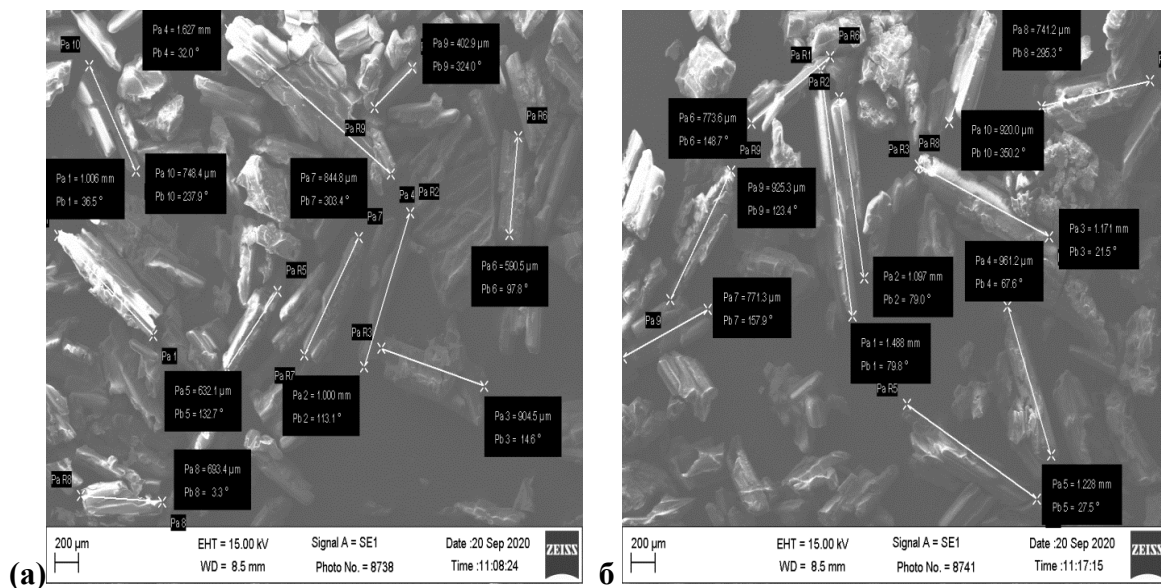 Pa 4 = 1.627 mm
Pb 4 = 32.0 °
Pa 9 = 402.9 µm
Pb 9 = 324.0 °
Pa 10
Pa R9
Pa R6
Pa 1 = 1.006 mm
Pb 1 = 36.5 °
Pa 10 = 748.4 µm
Pb 10 = 237.9 °
Pa 7 = 844.8 µm
Pb 7 = 303.4 °
Pa 4
Pa R2
Pa 7
Pa 6 = 590.5 µm
Pb 6 = 97.8 °
Pa R5
Pa R3
Pa 1
Pa R7
Pa 5 = 632.1 µm
Pb 5 = 132.7 °
Pa 2 = 1.000 mm
Pb 2 = 113.1 °
Pa 3 = 904.5 µm
Pb 3 = 14.6 °
Pa 8 = 693.4 µm
Pb 8 = 3.3 °
Pa R8
Pa 8
200 µm
EHT = 15.00 kV
WD = 8.5 mm
Signal A = SE1
Photo No. = 8738
Date :20 Sep 2020
Time :11:08:24
ZEISS
(а)
Pa R6
Pa R1
Pa R2
Pa 8 = 741.2 µm
Pb 8 = 295.3 °
Pa 6 = 773.6 µm
Pb 6 = 148.7 °
Pa R9
Pa R3
Pa R8
Pa 10 = 920.0 µm
Pb 10 = 350.2 °
Pa 9 = 925.3 µm
Pb 9 = 123.4 °
Pa 3 = 1.171 mm
Pb 3 = 21.5 °
Pa 4 = 961.2 µm
Pb 4 = 67.6 °
Pa 2 = 1.097 mm
Pb 2 = 79.0 °
Pa 7 = 771.3 µm
Pb 7 = 157.9 °
Pa 9
Pa 1 = 1.488 mm
Pb 1 = 79.8 °
Pa R5
Pa 5 = 1.228 mm
Pb 5 = 27.5 °
200 µm
EHT = 15.00 kV
WD = 8.5 mm
Signal A = SE1
Photo No. = 8741
Date :20 Sep 2020
Time :11:17:15
ZEISS
б